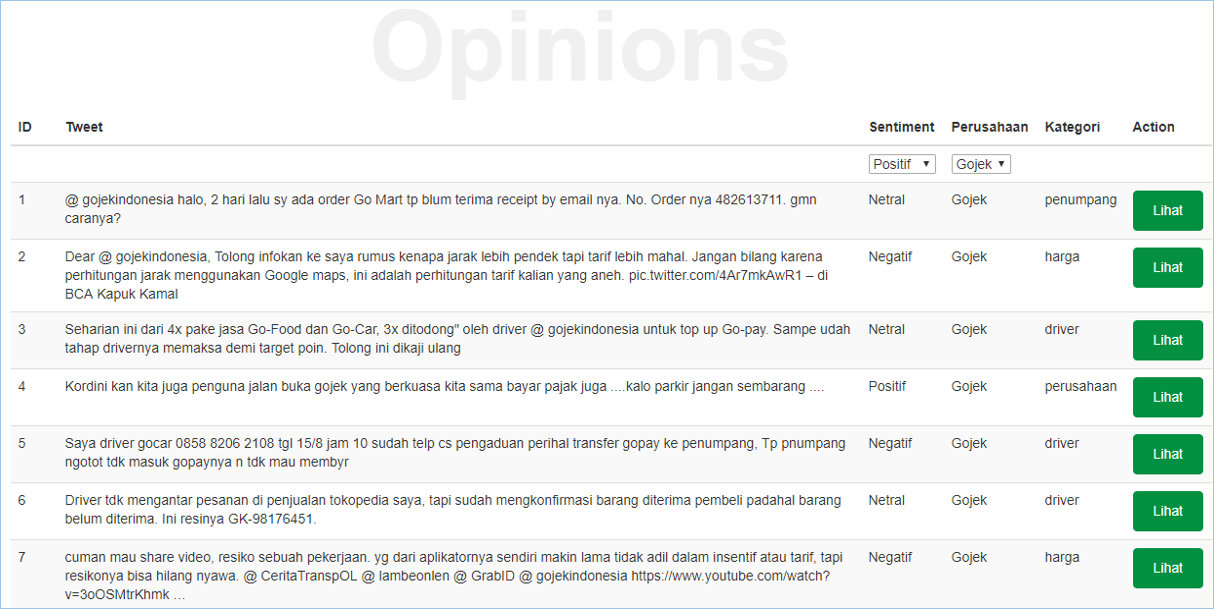 Opinions
ID Tweet Sentiment Perusahaan Kategori Action
Positif Gojek
1 @ gojekindonesia halo, 2 hari lalu sy ada order Go Mart tp blum terima receipt by email nya. No. Order nya 482613711. gmn Netral Gojek penumpang Lihat
caranya?
2 Dear @ gojekindonesia, Tolong infokan ke saya rumus kenapa jarak lebih pendek tapi tarif lebih mahal. Jangan bilang karena Negatif Gojek harga Lihat
perhitungan jarak menggunakan Google maps, ini adalah perhitungan tarif kalian yang aneh. pic.twitter.com/4Ar7mkAwR1 – di
BCA Kapuk Kamal
3 Seharian ini dari 4x pake jasa Go-Food dan Go-Car, 3x ditodong" oleh driver @ gojekindonesia untuk top up Go-pay. Sampe udah Netral Gojek driver Lihat
tahap drivernya memaksa demi target poin. Tolong ini dikaji ulang
4 Kordini kan kita juga penguna jalan buka gojek yang berkuasa kita sama bayar pajak juga ....kalo parkir jangan sembarang .... Positif Gojek perusahaan Lihat
5 Saya driver gocar 0858 8206 2108 tgl 15/8 jam 10 sudah telp cs pengaduan perihal transfer gopay ke penumpang, Tp pnumpang Negatif Gojek driver Lihat
ngotot tdk masuk gopaynya n tdk mau membyr
6 Driver tdk mengantar pesanan di penjualan tokopedia saya, tapi sudah mengkonfirmasi barang diterima pembeli padahal barang Netral Gojek driver Lihat
belum diterima. Ini resinya GK-98176451.
7 cuman mau share video, resiko sebuah pekerjaan. yg dari aplikatornya sendiri makin lama tidak adil dalam insentif atau tarif, tapi Negatif Gojek harga Lihat
resikonya bisa hilang nyawa. @ CeritaTranspOL @ lambeonlen @ GrabID @ gojekindonesia https://www.youtube.com/watch?
v=3oOSMtrKhmk …